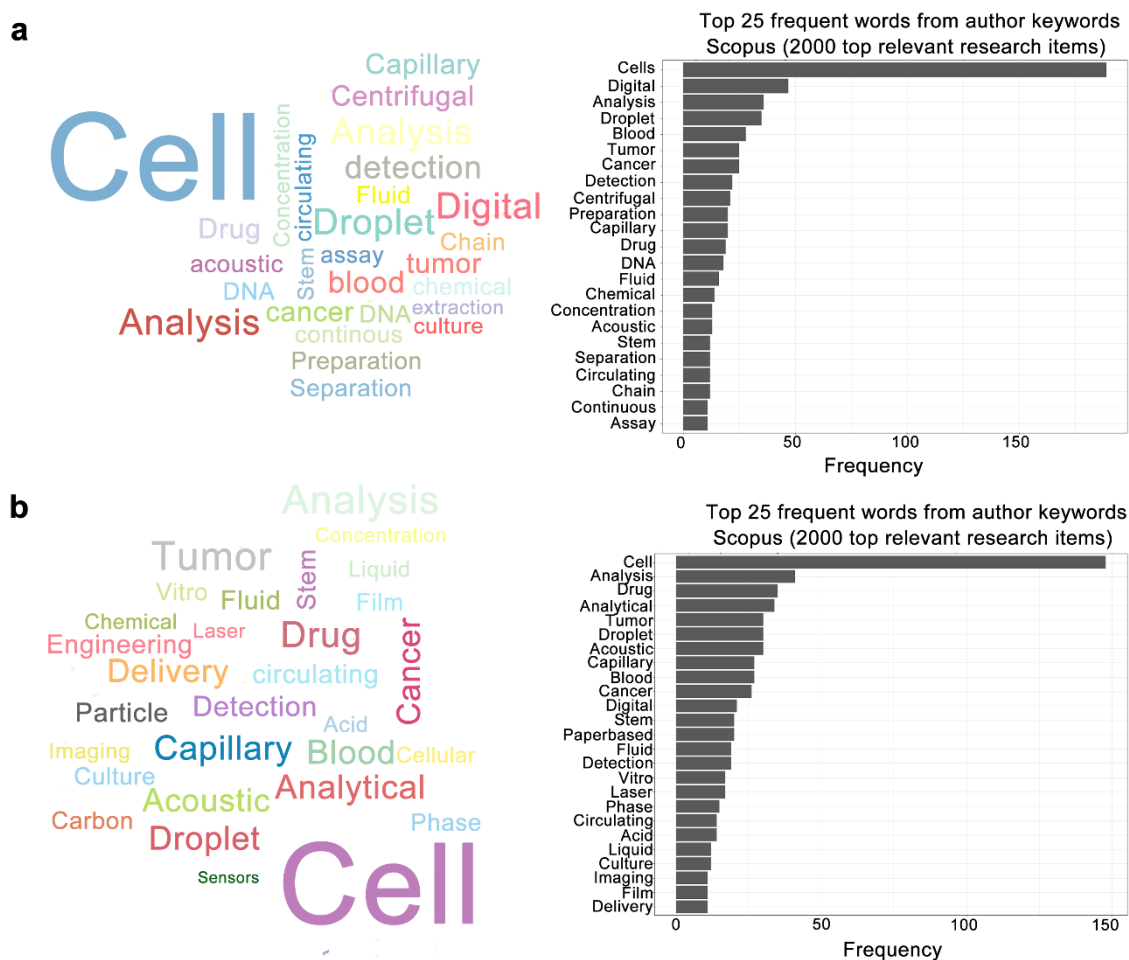 a
Capillary
Centrifugal
Cell
Concentration
circulating
Analysis
detection
Fluid
Digital
Drug
Droplet
Chain
acoustic
Stem
assay
tumor
DNA
blood
chemical
Analysis
cancer
DNA
extraction
continous
culture
Preparation
Separation
Top 25 frequent words from author keywords
Scopus (2000 top relevant research items)
Cells
Digital
Analysis
Droplet
Blood
Tumor
Cancer
Detection
Centrifugal
Preparation
Capillary
Drug
DNA
Fluid
Chemical
Concentration
Acoustic
Stem
Separation
Circulating
Chain
Continuous
Assay
0 50 100 150
Frequency
b
Analysis
Concentration
Tumor
Stem
Liquid
Vitro
Fluid
Film
Chemical
Laser
Engineering
Drug
Cancer
Delivery
circulating
Particle
Detection
Acid
Imaging
Capillary
Blood
Cellular
Culture
Acoustic
Analytical
Carbon
Droplet
Phase
Cell
Sensors
Top 25 frequent words from author keywords
Scopus (2000 top relevant research items)
Cell
Analysis
Drug
Analytical
Tumor
Droplet
Acoustic
Capillary
Blood
Cancer
Digital
Stem
Paperbased
Fluid
Detection
Vitro
Laser
Phase
Circulating
Acid
Liquid
Culture
Imaging
Film
Delivery
0 50 100 150
Frequency